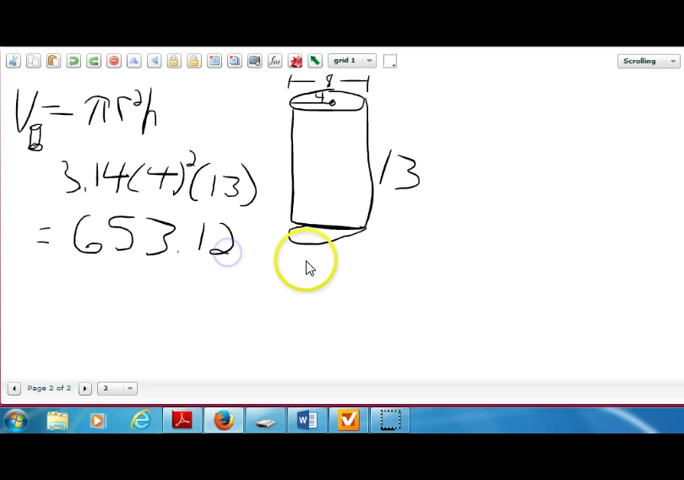 grid 1
Scrolling
8
4
V = πr²h
3.14(4)²(13)
13
= 653.12
Page 2 of 2
2